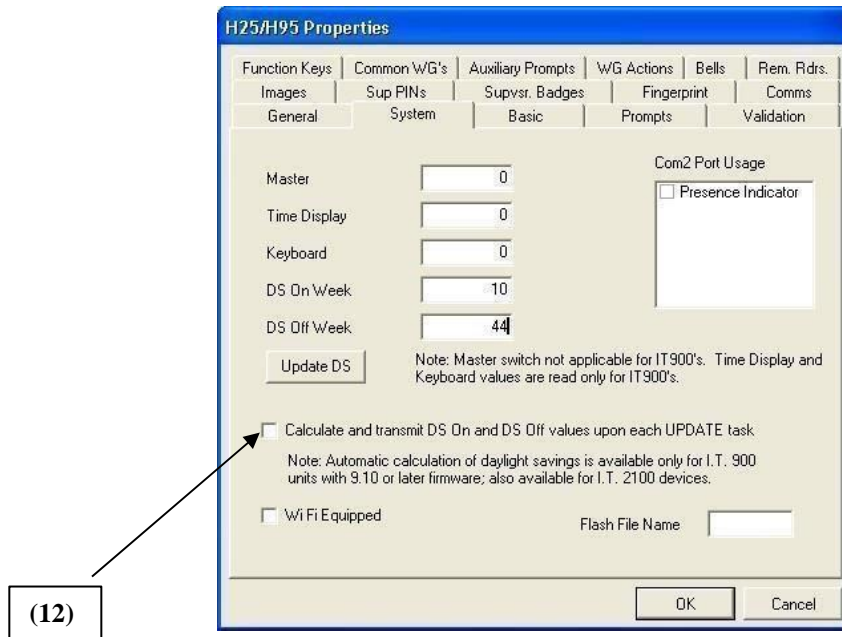 H25/H95 Properties
Function Keys Common WG's Auxiliary Prompts WG Actions Bells Rem. Rdrs.
Images Sup PINs Supvsr. Badges Fingerprint Comms
General System Basic Prompts Validation
Com2 Port Usage
Master 0
Presence Indicator
Time Display 0
Keyboard 0
DS On Week 10
DS Off Week 44
Update DS
Note: Master switch not applicable for IT900's. Time Display and
Keyboard values are read only for IT900's.
Calculate and transmit DS On and DS Off values upon each UPDATE task
Note: Automatic calculation of daylight savings is available only for I.T. 900
units with 9.10 or later firmware; also available for I.T. 2100 devices.
Wi Fi Equipped
Flash File Name
OK Cancel
(12)